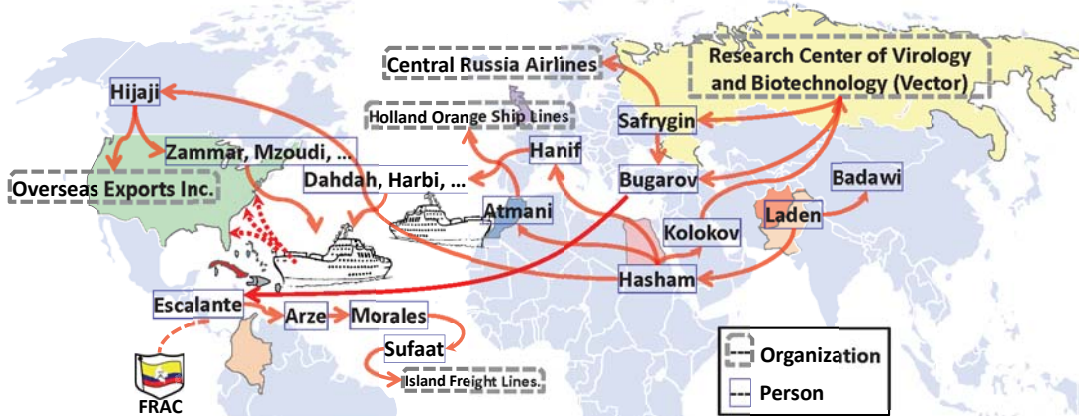 Research Center of Virology
and Biotechnology (Vector)
Central Russia Airlines
Hijaji
Holland Orange Ship Lines
Safrygin
Zammar, Mzoudi, ...
Hanif
Overseas Exports Inc.
Dahdah, Harbi, ...
Bugarov
Badawi
Atmani
Laden
Kolokov
Hasham
Escalante
Arze
Morales
Sufaat
Island Freight Lines.
FRAC
Organization
Person